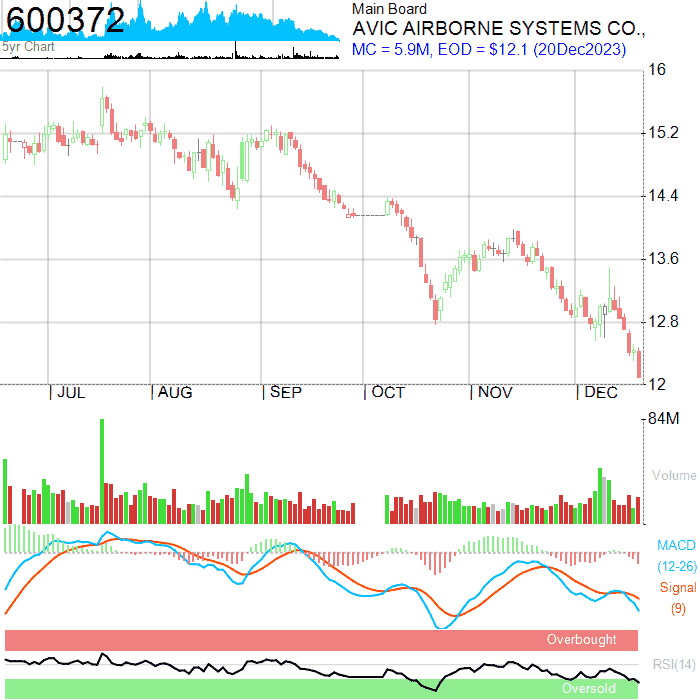 600372
5yr Chart
Main Board
AVIC AIRBORNE SYSTEMS CO.,
MC = 5.9M, EOD = $12.1 (20Dec2023)
16
15.2
14.4
13.6
12.8
12
JUL AUG SEP OCT NOV DEC
84M
Volume
MACD
(12-26)
Signal
(9)
Overbought
RSI(14)
Oversold